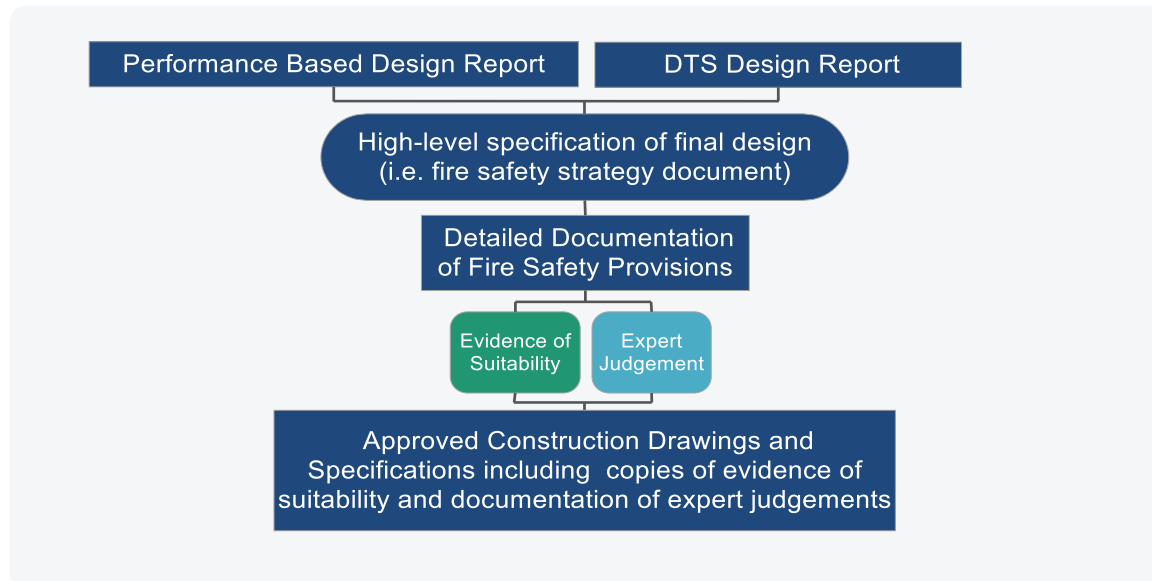 Performance Based Design Report
DTS Design Report
High-level specification of final design
(i.e. fire safety strategy document)
Detailed Documentation
of Fire Safety Provisions
Evidence of
Suitability
Expert
Judgement
Approved Construction Drawings and
Specifications including  copies of evidence of
suitability and documentation of expert judgements